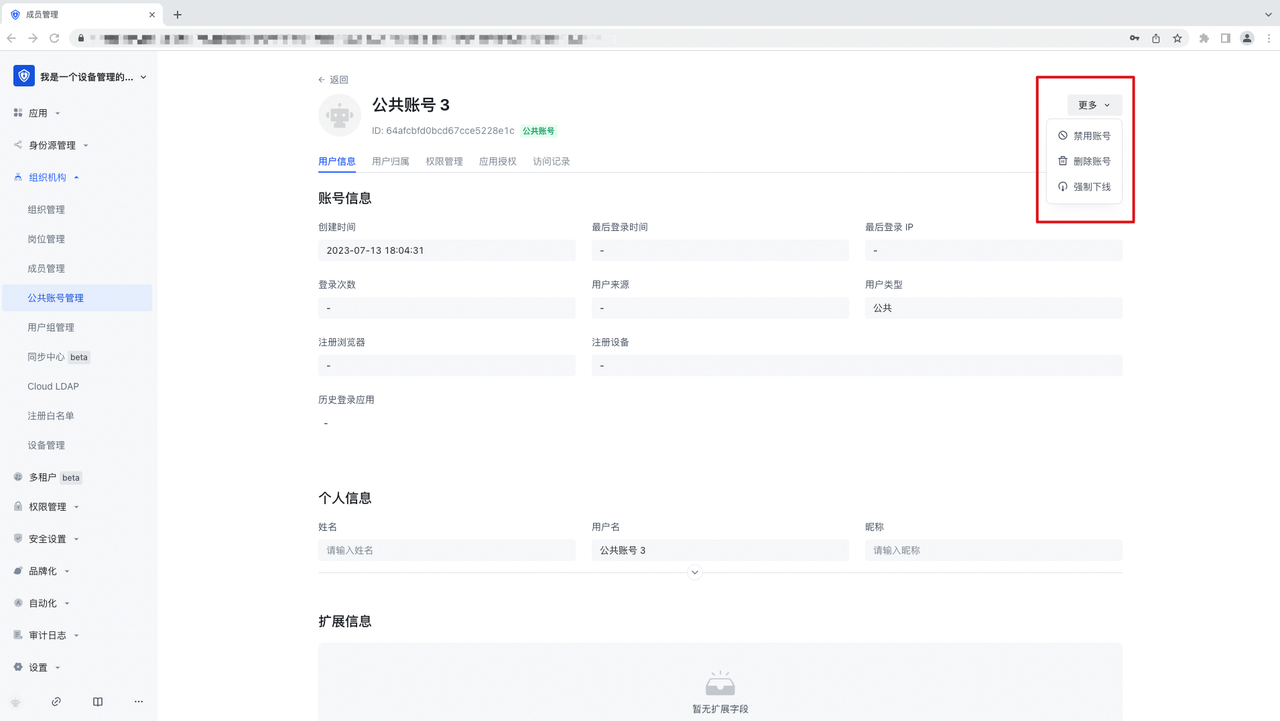 成员管理
我是一个设备管理的...
应用
身份源管理
组织机构
组织管理
岗位管理
成员管理
公共账号管理
用户组管理
同步中心 beta
Cloud LDAP
注册白名单
设备管理
多租户 beta
权限管理
安全设置
品牌化
自动化
审计日志
设置
返回
公共账号 3
ID: 64afcbfd0bcd67cce5228e1c 公共账号
更多
禁用账号
删除账号
强制下线
用户信息 用户归属 权限管理 应用授权 访问记录
账号信息
创建时间 最后登录时间 最后登录 IP
2023-07-13 18:04:31 - -
登录次数 用户来源 用户类型
- - 公共
注册浏览器 注册设备
- -
历史登录应用
-
个人信息
姓名 用户名 昵称
请输入姓名 公共账号 3 请输入昵称
扩展信息
暂无扩展字段